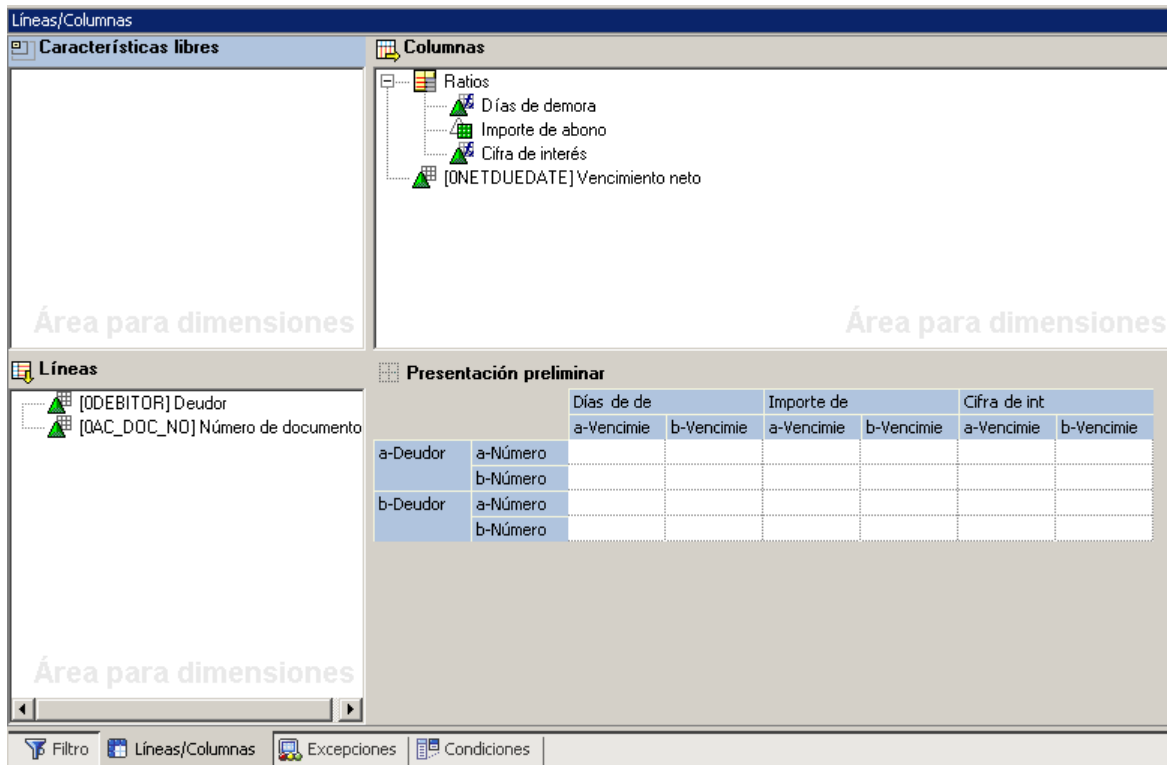 Líneas/Columnas
Características libres
Columnas
Ratios
Días de demora
Importe de abono
Cifra de interés
[0NETDUEDATE] Vencimiento neto
Área para dimensiones
Área para dimensiones
Líneas
[0DEBITOR] Deudor
[0AC_DOC_NO] Número de documento
Área para dimensiones
Presentación preliminar
Días de de Importe de Cifra de int
a-Vencimie b-Vencimie a-Vencimie b-Vencimie a-Vencimie b-Vencimie
a-Deudor a-Número
b-Número
b-Deudor a-Número
b-Número
Filtro Líneas/Columnas Excepciones Condiciones